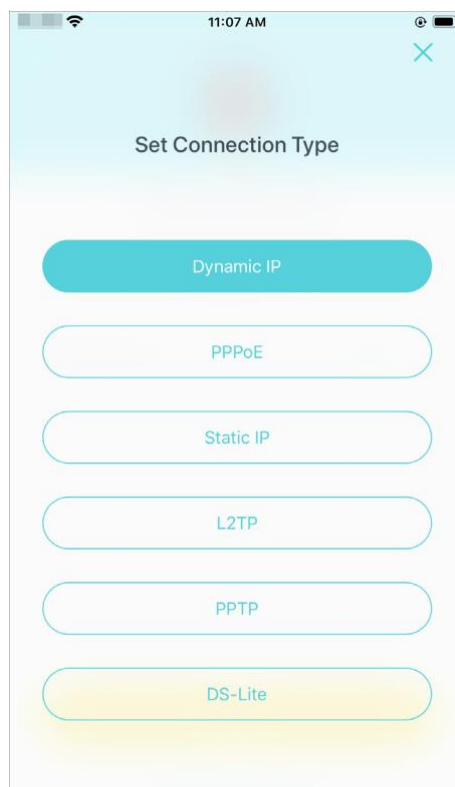 11:07 AM
Set Connection Type
Dynamic IP
PPPoE
Static IP
L2TP
PPTP
DS-Lite